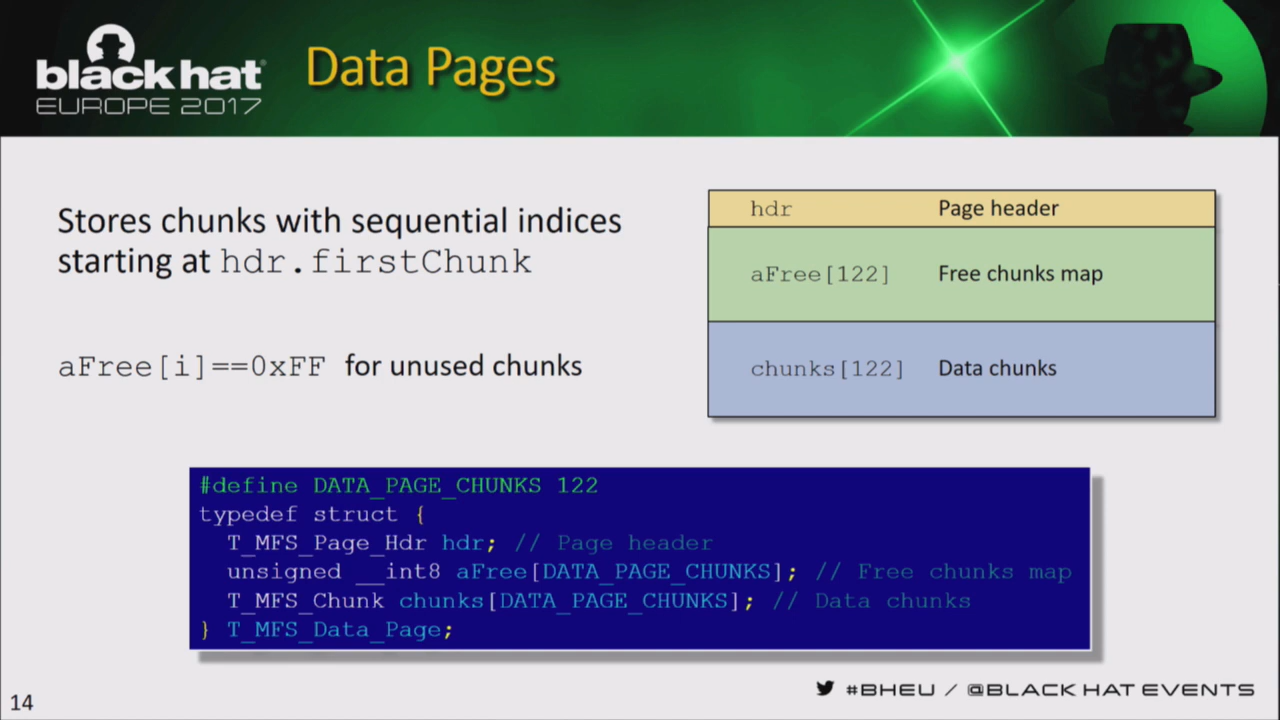 black hat®
EUROPE 2017
Data Pages
Stores chunks with sequential indices
starting at hdr.firstChunk
aFree[i]==0xFF for unused chunks
hdr Page header
aFree[122] Free chunks map
chunks[122] Data chunks
#define DATA_PAGE_CHUNKS 122
typedef struct {
T_MFS_Page_Hdr hdr; // Page header
unsigned __int8 aFree[DATA_PAGE_CHUNKS]; // Free chunks map
T_MFS_Chunk chunks[DATA_PAGE_CHUNKS]; // Data chunks
} T_MFS_Data_Page;
#BHEU / @BLACK HAT EVENTS
14